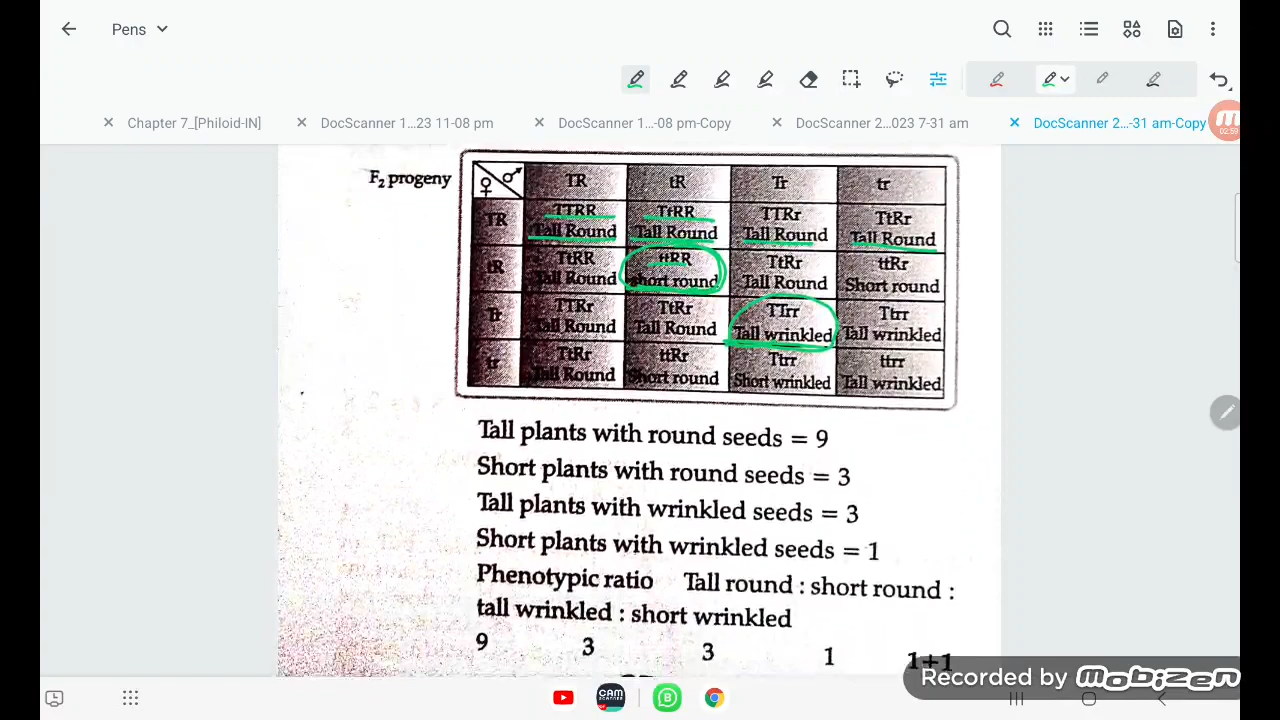 Pens
Chapter 7_[Philoid-IN]
DocScanner 1...23 11-08 pm
DocScanner 1...-08 pm-Copy
DocScanner 2...023 7-31 am
DocScanner 2...-31 am-Copy
02:59
F2 progeny
TR tR Tr tr
TR TTRR TtRR TTRr TtRr
Tall Round Tall Round Tall Round Tall Round
tR TtRR ttRR TtRr ttRr
Tall Round Short round Tall Round Short round
Tr TTRr TtRr TTrr Ttrr
Tall Round Tall Round Tall wrinkled Tall wrinkled
tr TtRr ttRr Ttrr ttrr
Tall Round Short round Short wrinkled Tall wrinkled
Tall plants with round seeds = 9
Short plants with round seeds = 3
Tall plants with wrinkled seeds = 3
Short plants with wrinkled seeds = 1
Phenotypic ratio Tall round : short round :
tall wrinkled : short wrinkled
9 3 3 1 1+1
Recorded by mobizen
CAM